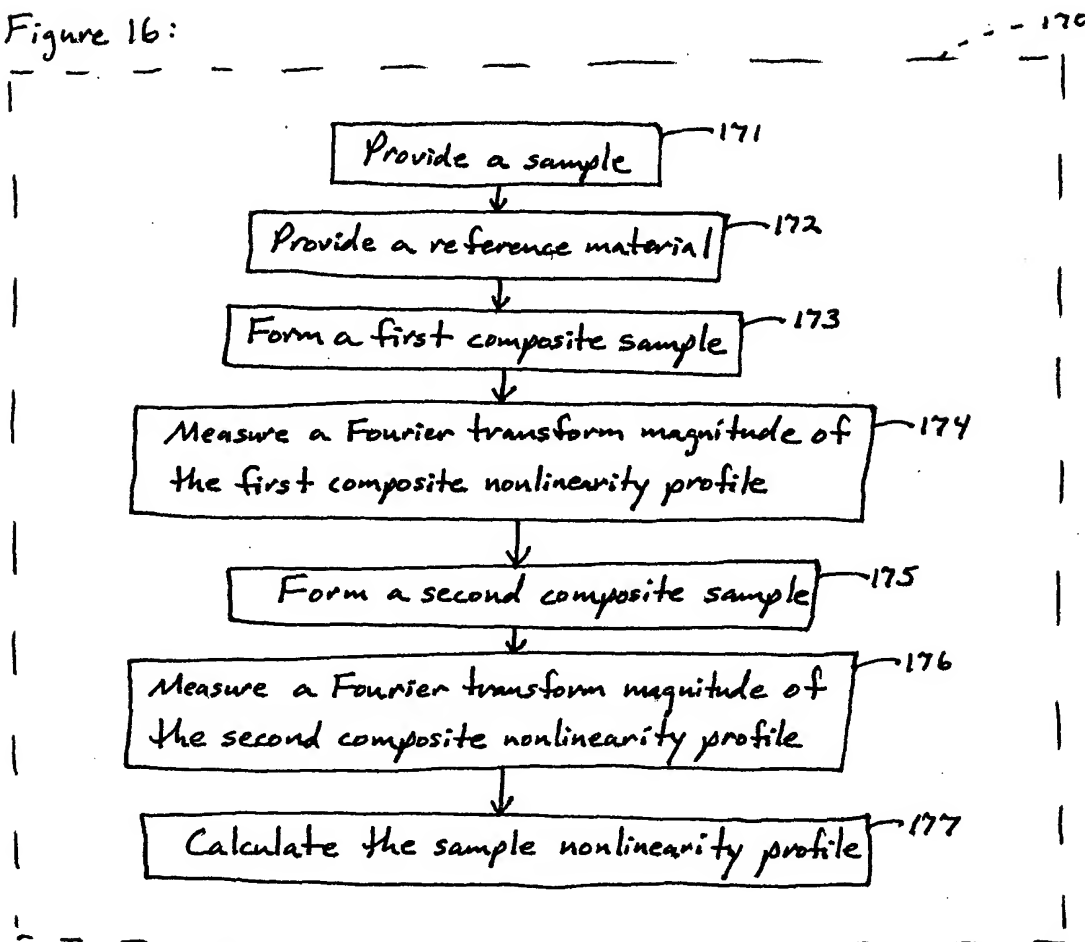 Figure 16:
170
Provide a sample
171
Provide a reference material
172
Form a first composite sample
173
Measure a Fourier transform magnitude of
the first composite nonlinearity profile
174
Form a second composite sample
175
Measure a Fourier transform magnitude of
the second composite nonlinearity profile
176
Calculate the sample nonlinearity profile
177